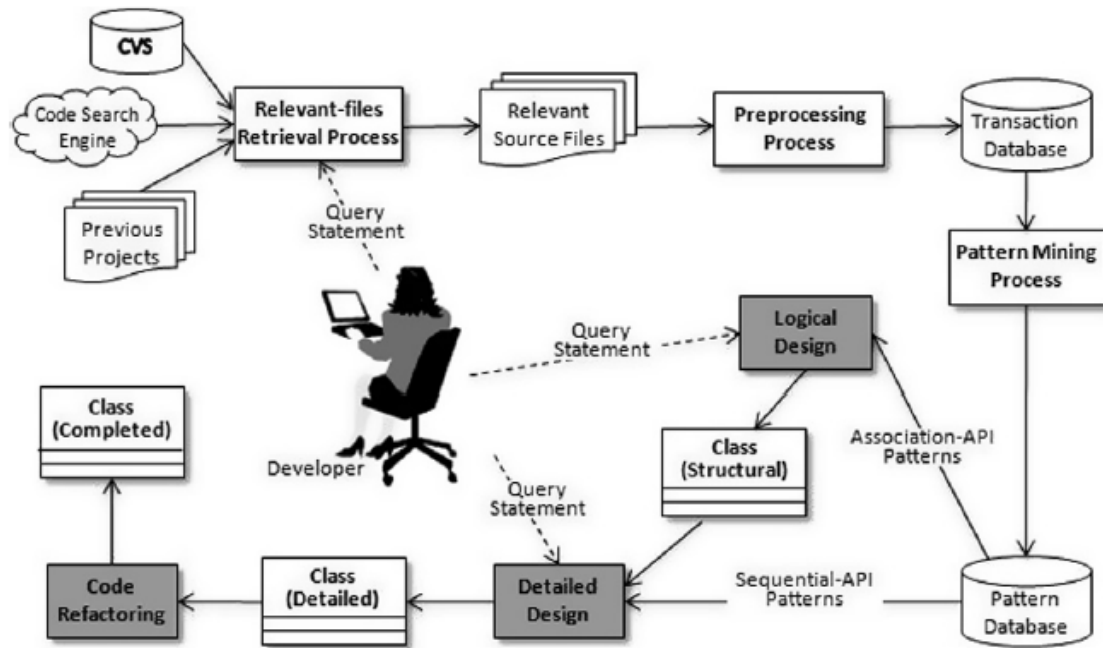 CVS
Code Search
Engine
Previous
Projects
Relevant-files
Retrieval Process
Relevant
Source Files
Preprocessing
Process
Transaction
Database
Query
Statement
Pattern Mining
Process
Query
Statement
Logical
Design
Class
(Completed)
Developer
Class
(Structural)
Association-API
Patterns
Query
Statement
Code
Refactoring
Class
(Detailed)
Detailed
Design
Sequential-API
Patterns
Pattern
Database